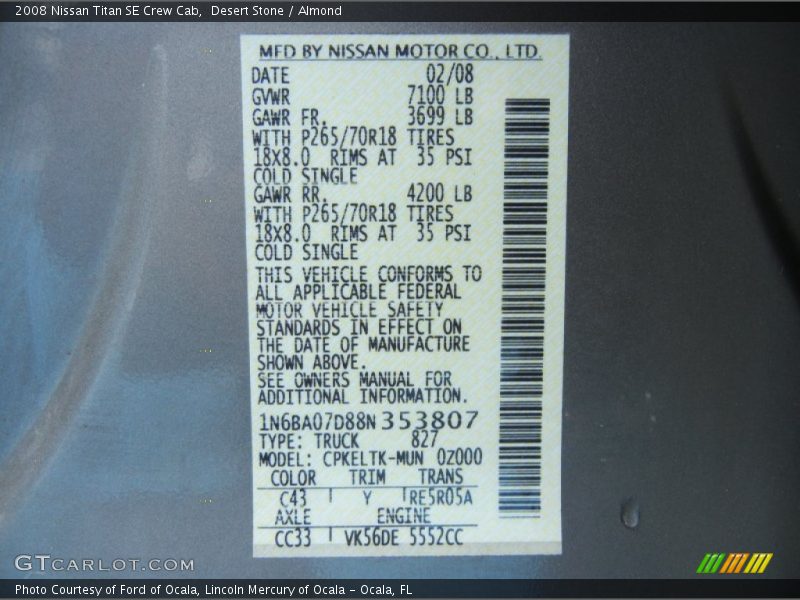 2008 Nissan Titan SE Crew Cab, Desert Stone / Almond
MFD BY NISSAN MOTOR CO., LTD.
DATE 02/08
GVWR 7100 LB
GAWR FR. 3699 LB
WITH P265/70R18 TIRES
18X8.0 RIMS AT 35 PSI
COLD SINGLE
GAWR RR. 4200 LB
WITH P265/70R18 TIRES
18X8.0 RIMS AT 35 PSI
COLD SINGLE
THIS VEHICLE CONFORMS TO
ALL APPLICABLE FEDERAL
MOTOR VEHICLE SAFETY
STANDARDS IN EFFECT ON
THE DATE OF MANUFACTURE
SHOWN ABOVE.
SEE OWNERS MANUAL FOR
ADDITIONAL INFORMATION.
1N6BA07D88N353807
TYPE: TRUCK 827
MODEL: CPKELTK-MUN 0Z000
COLOR TRIM TRANS
C43 Y RE5R05A
AXLE ENGINE
CC33 VK56DE 5552CC
GTCARLOT.COM
Photo Courtesy of Ford of Ocala, Lincoln Mercury of Ocala - Ocala, FL